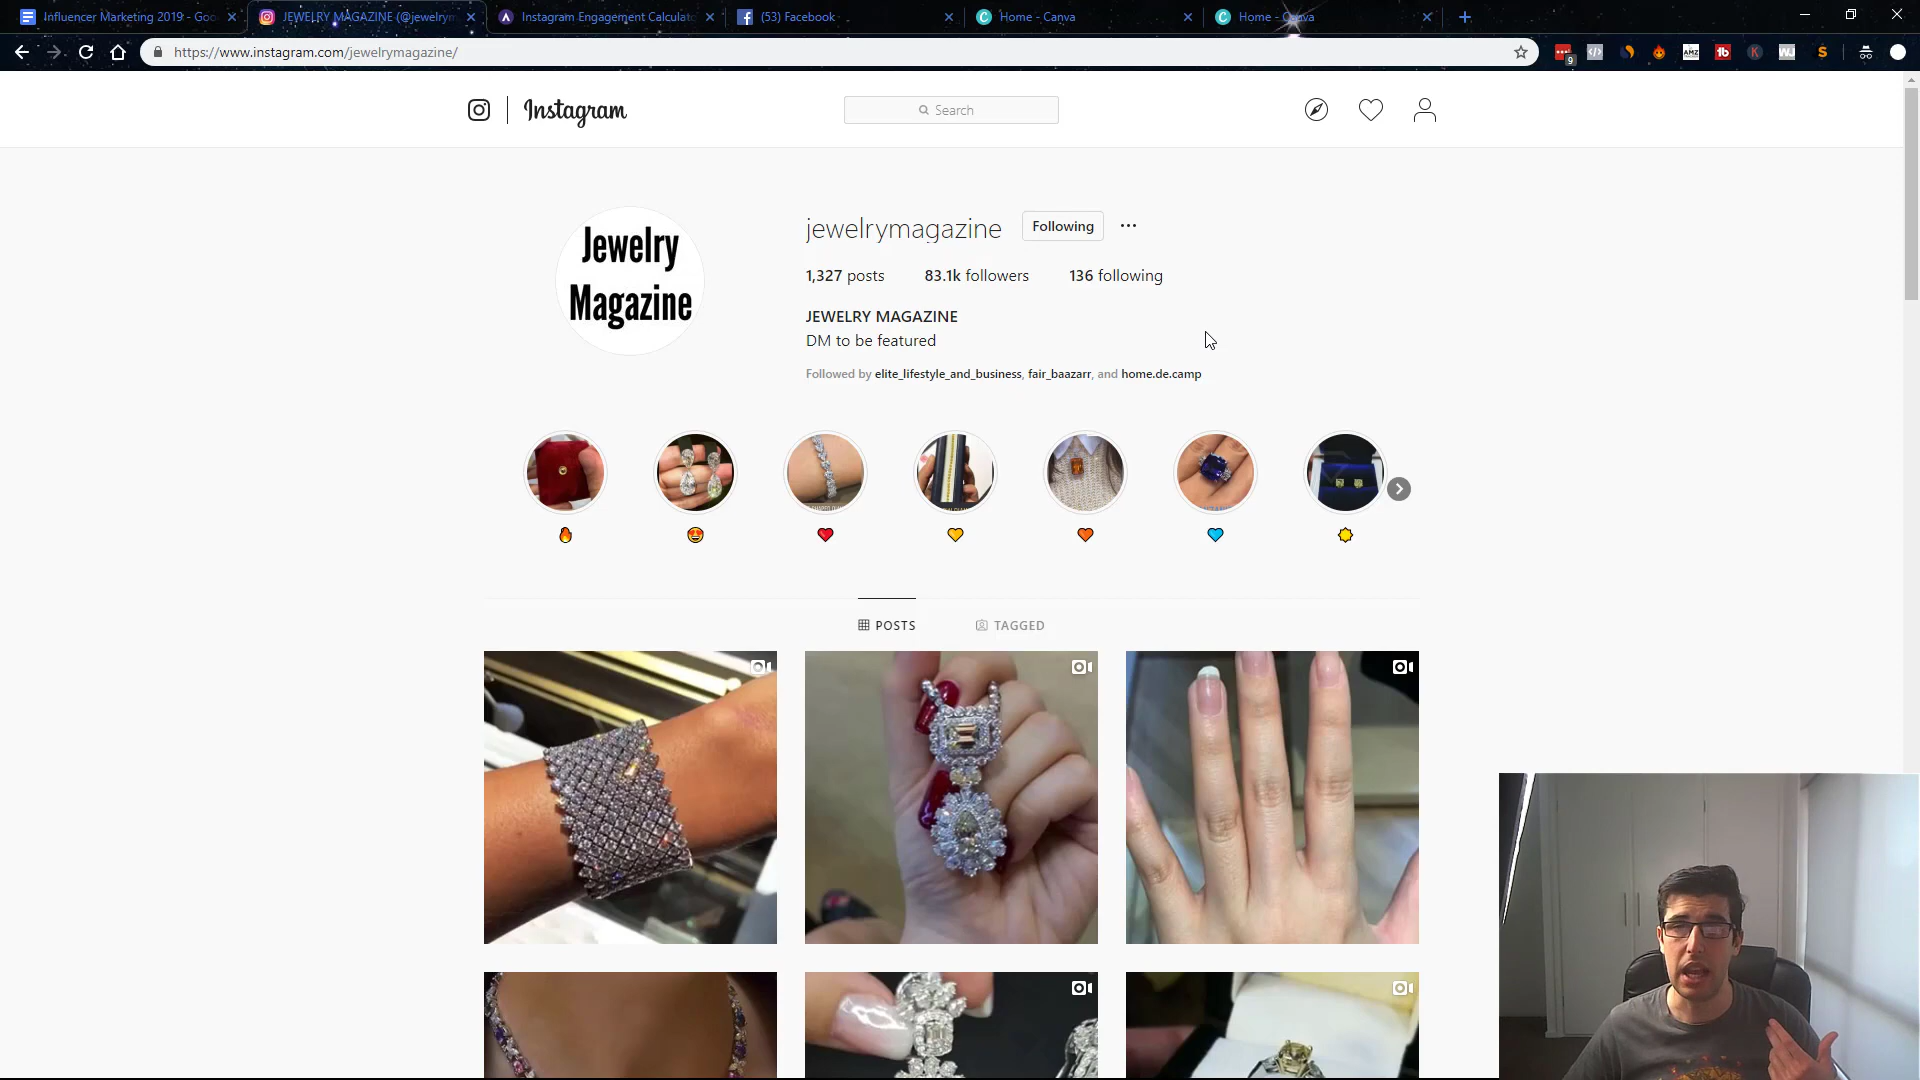 Influencer Marketing 2019 - Goo
JEWELRY MAGAZINE (@jewelrym
Instagram Engagement Calculat
(53) Facebook
Home - Canva
Home - Canva
https://www.instagram.com/jewelrymagazine/
9
AMZ
Instagram
Search
Jewelry
Magazine
jewelrymagazine
Following
1,327 posts
83.1k followers
136 following
JEWELRY MAGAZINE
DM to be featured
Followed by elite_lifestyle_and_business, fair_baazarr, and home.de.camp
POSTS
TAGGED